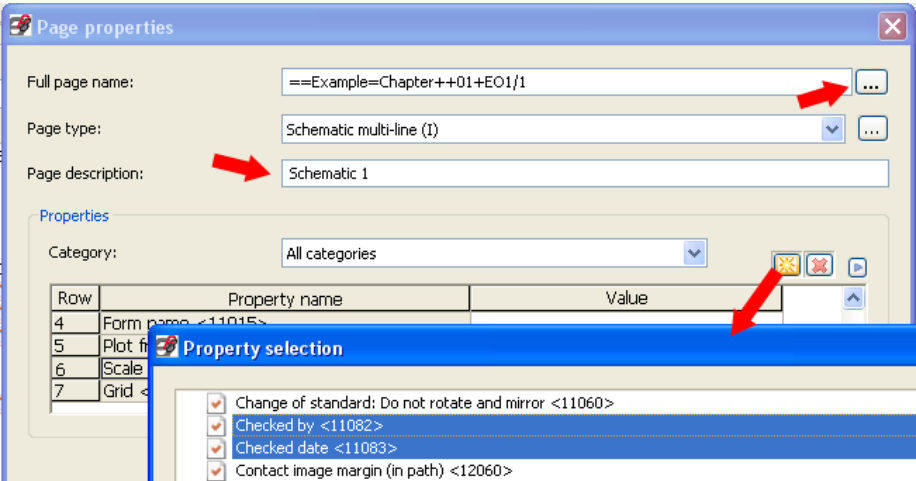 Page properties
Full page name: ==Example=Chapter++01+EO1/1 ...
Page type: Schematic multi-line (I) ...
Page description: Schematic 1
Properties
Category: All categories
Row Property name Value
4 Form name <11015>
5 Plot
6 Scale
7 Grid <
Property selection
Change of standard: Do not rotate and mirror <11060>
Checked by <11082>
Checked date <11083>
Contact image margin (in path) <12060>